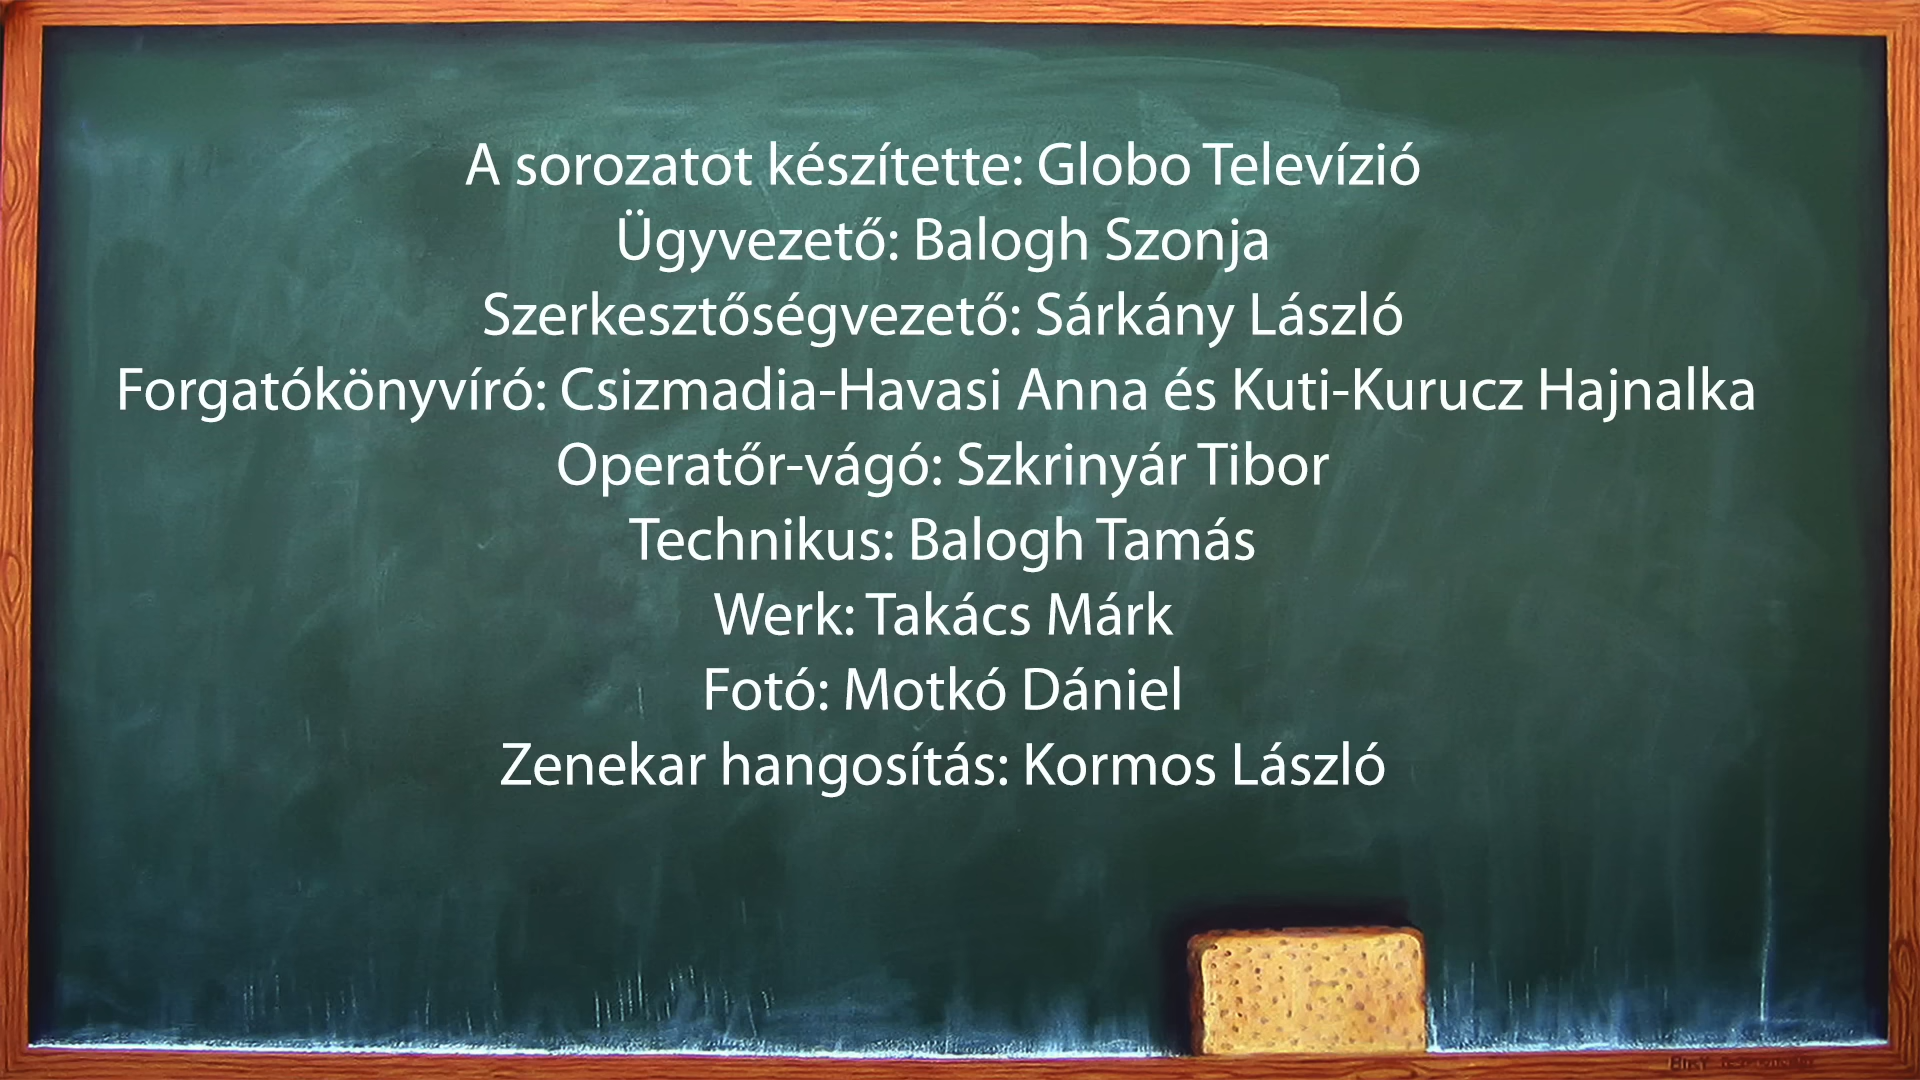 A sorozatot készítette: Globo Televízió
Ügyvezető: Balogh Szonja
Szerkesztőségvezető: Sárkány László
Forgatókönyvíró: Csizmadia-Havasi Anna és Kuti-Kurucz Hajnalka
Operatőr-vágó: Szkrinyár Tibor
Technikus: Balogh Tamás
Werk: Takács Márk
Fotó: Motkó Dániel
Zenekar hangosítás: Kormos László